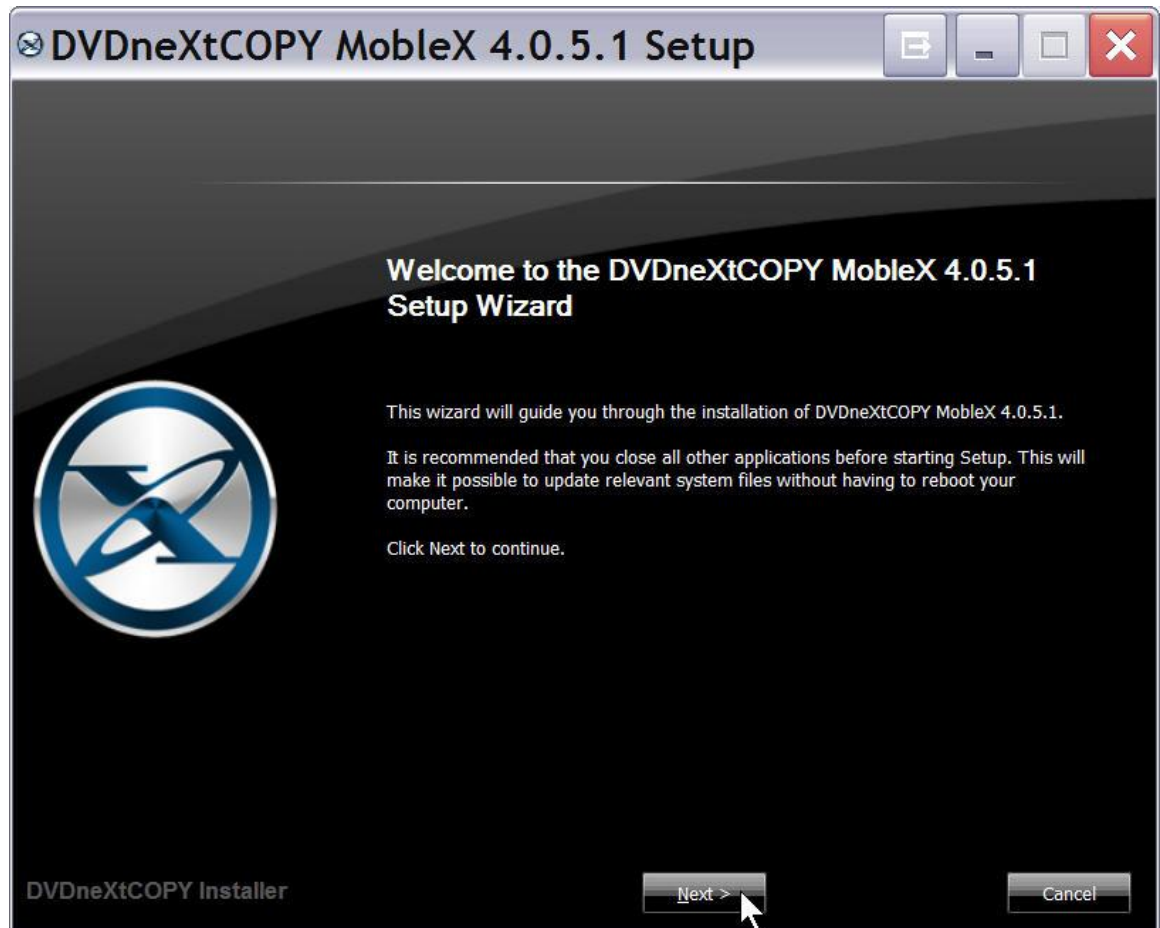 DVDneXtCOPY MobleX 4.0.5.1 Setup
Welcome to the DVDneXtCOPY MobleX 4.0.5.1
Setup Wizard
This wizard will guide you through the installation of DVDneXtCOPY MobleX 4.0.5.1.
It is recommended that you close all other applications before starting Setup. This will
make it possible to update relevant system files without having to reboot your
computer.
Click Next to continue.
DVDneXtCOPY Installer
Next >
Cancel